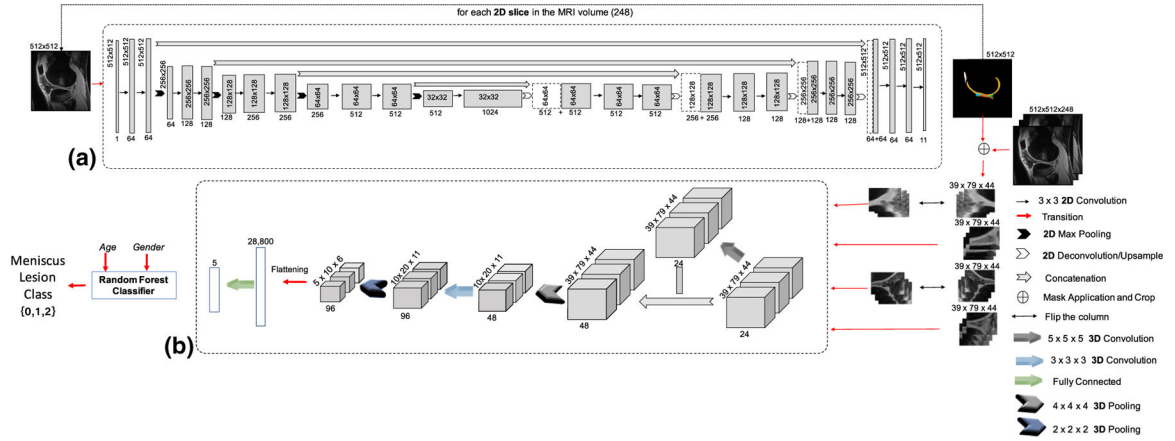 for each 2D slice in the MRI volume (248)
512x512
512x512
512x512
512x512
256x256
256x256
256x256
128x128
128x128
128x128
64x64
64x64
64x64
32x32
32x32
64x64
64x64
64x64
64x64
128x128
128x128
128x128
128x128
256x256
256x256
256x256
256x256
512x512
512x512
512x512
512x512
512x512
1
64
64
64
128
128
128
256
256
256
512
512
512
1024
512 + 512
512
512
256 + 256
256
256
128+128
128
128
64+64
64
64
11
(a)
512x512x248
39 x 79 x 44
39 x 79 x 44
39 x 79 x 44
39 x 79 x 44
3 x 3 2D Convolution
Transition
2D Max Pooling
2D Deconvolution/Upsample
Concatenation
Mask Application and Crop
Flip the column
5 x 5 x 5 3D Convolution
3 x 3 x 3 3D Convolution
Fully Connected
4 x 4 x 4 3D Pooling
2 x 2 x 2 3D Pooling
Meniscus
Lesion
Class
{0,1,2}
Age
Gender
Random Forest
Classifier
5
28,800
Flattening
5 x 10 x 6
96
10x 20 x 11
96
10x 20 x 11
48
39 x 79 x 44
48
39 x 79 x 44
24
39 x 79 x 44
24
(b)